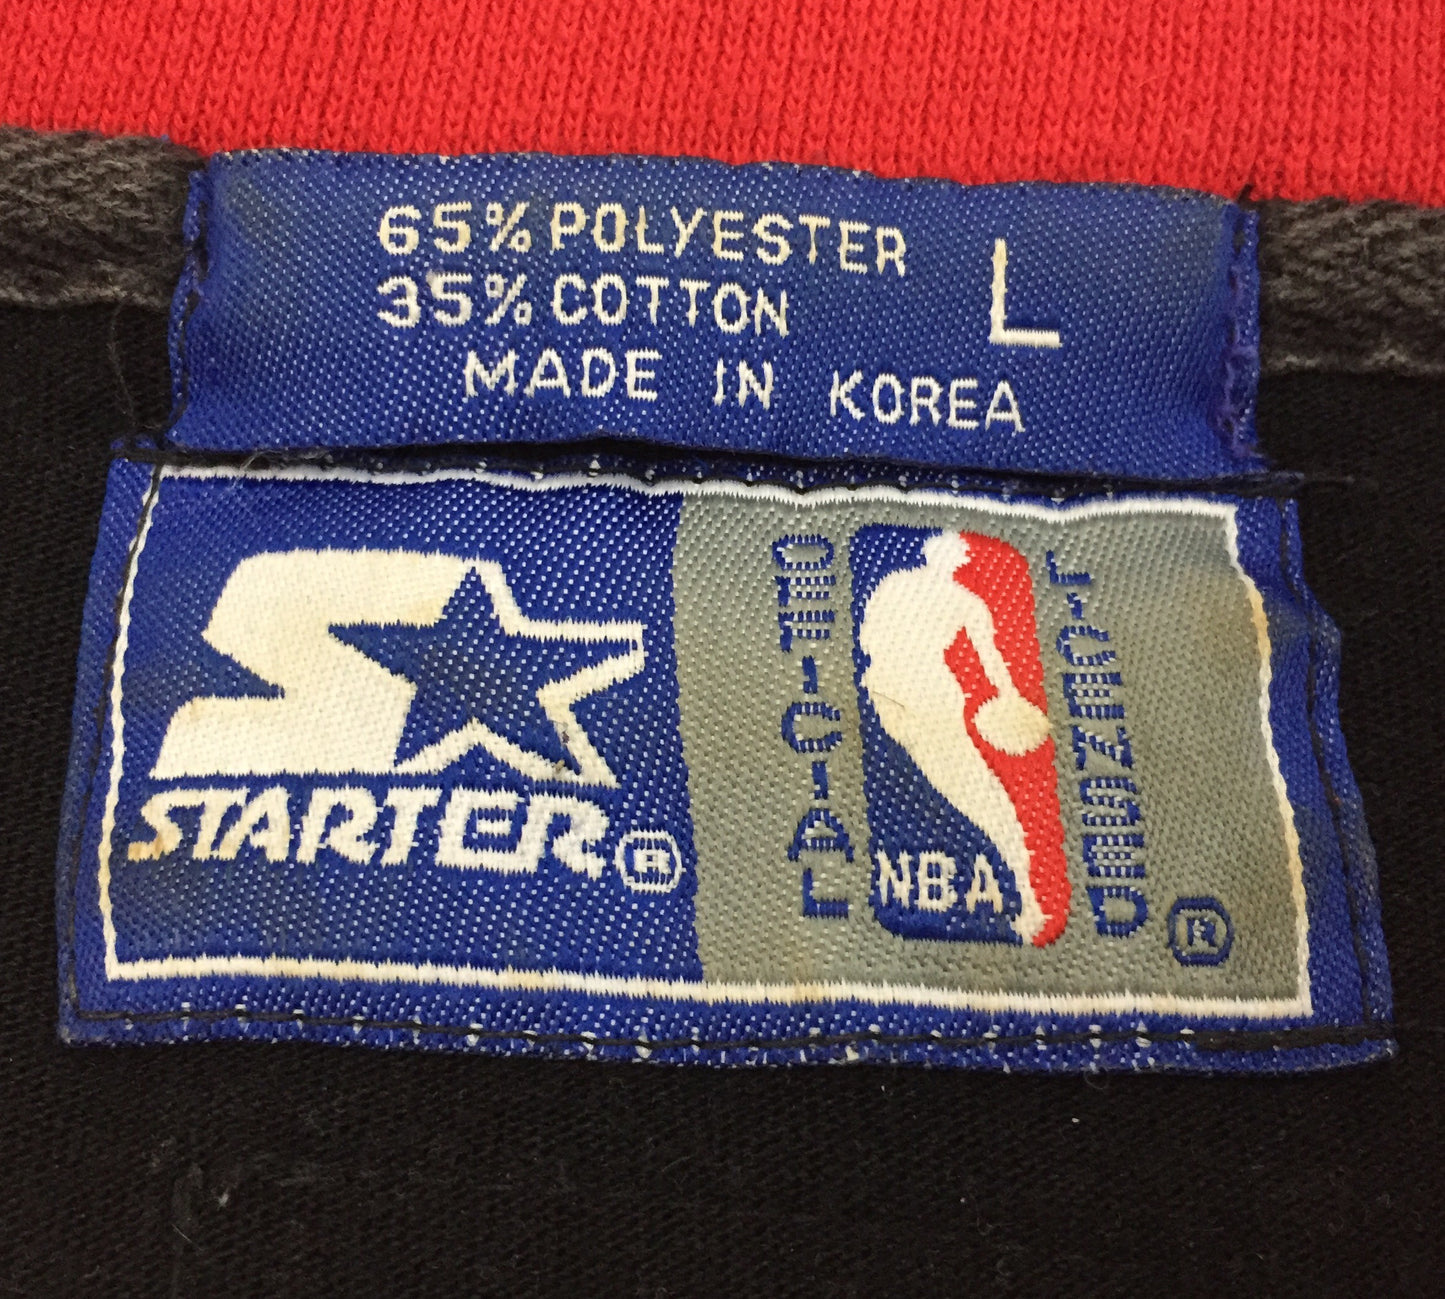 65% POLYESTER
35% COTTON
MADE IN KOREA
L
STARTER®
OFFICIAL
NBA
LICENSED
®